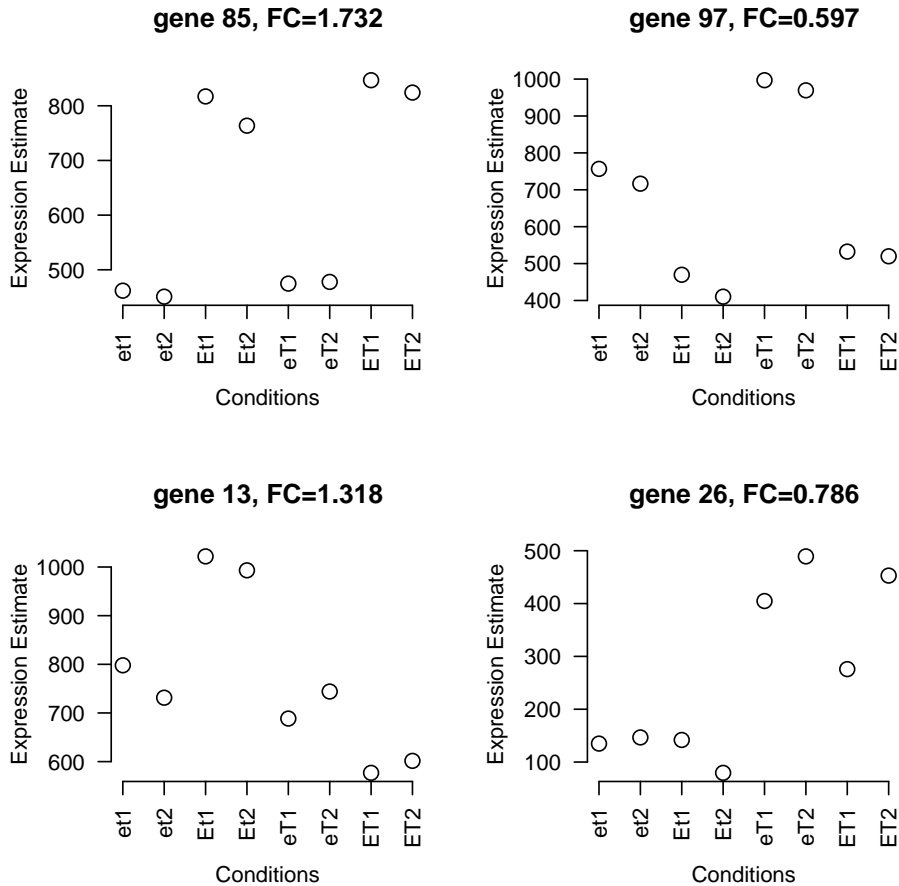 gene 85, FC=1.732
Expression Estimate
800
700
600
500
et1
et2
Et1
Et2
eT1
eT2
ET1
ET2
Conditions
gene 97, FC=0.597
Expression Estimate
1000
900
800
700
600
500
400
et1
et2
Et1
Et2
eT1
eT2
ET1
ET2
Conditions
gene 13, FC=1.318
Expression Estimate
1000
900
800
700
600
et1
et2
Et1
Et2
eT1
eT2
ET1
ET2
Conditions
gene 26, FC=0.786
Expression Estimate
500
400
300
200
100
et1
et2
Et1
Et2
eT1
eT2
ET1
ET2
Conditions